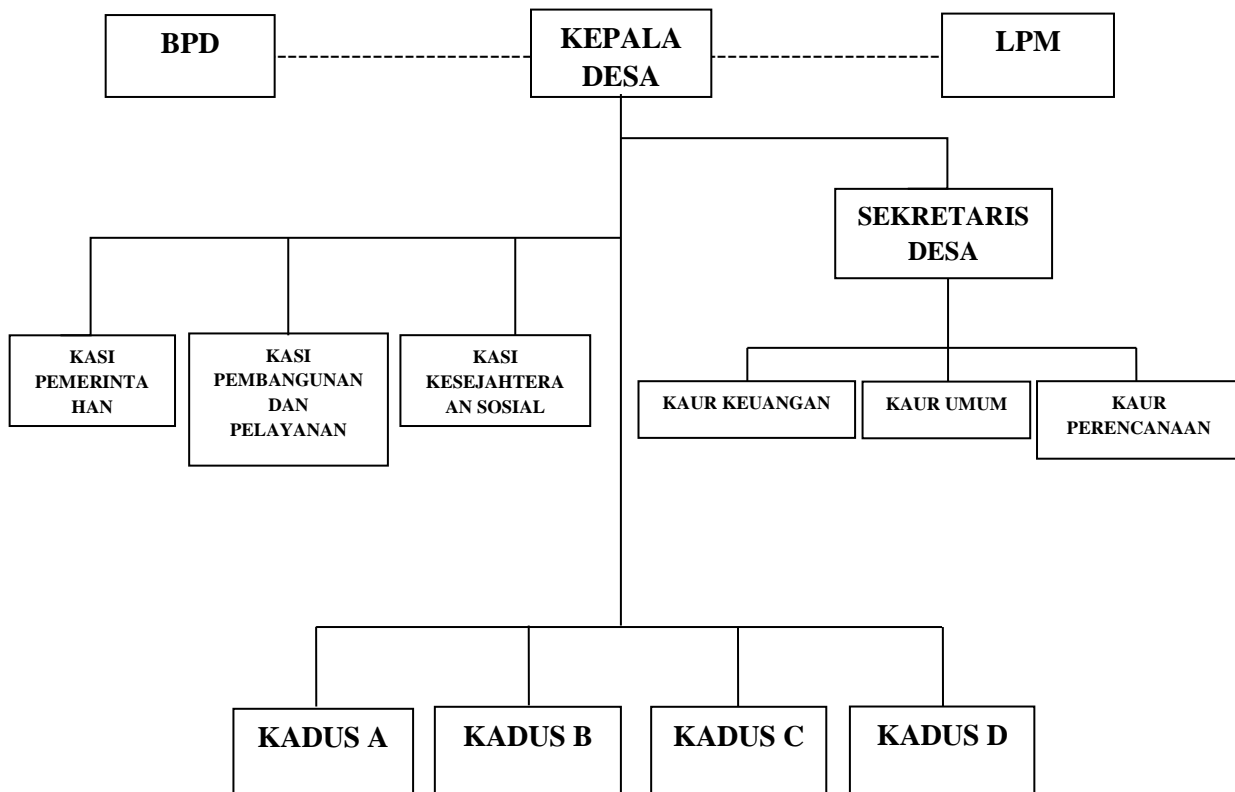 BPD
KEPALA
DESA
LPM
SEKRETARIS
DESA
KASI
PEMERINTA
HAN
KASI
PEMBANGUNAN
DAN
PELAYANAN
KASI
KESEJAHTERA
AN SOSIAL
KAUR KEUANGAN
KAUR UMUM
KAUR
PERENCANAAN
KADUS A
KADUS B
KADUS C
KADUS D